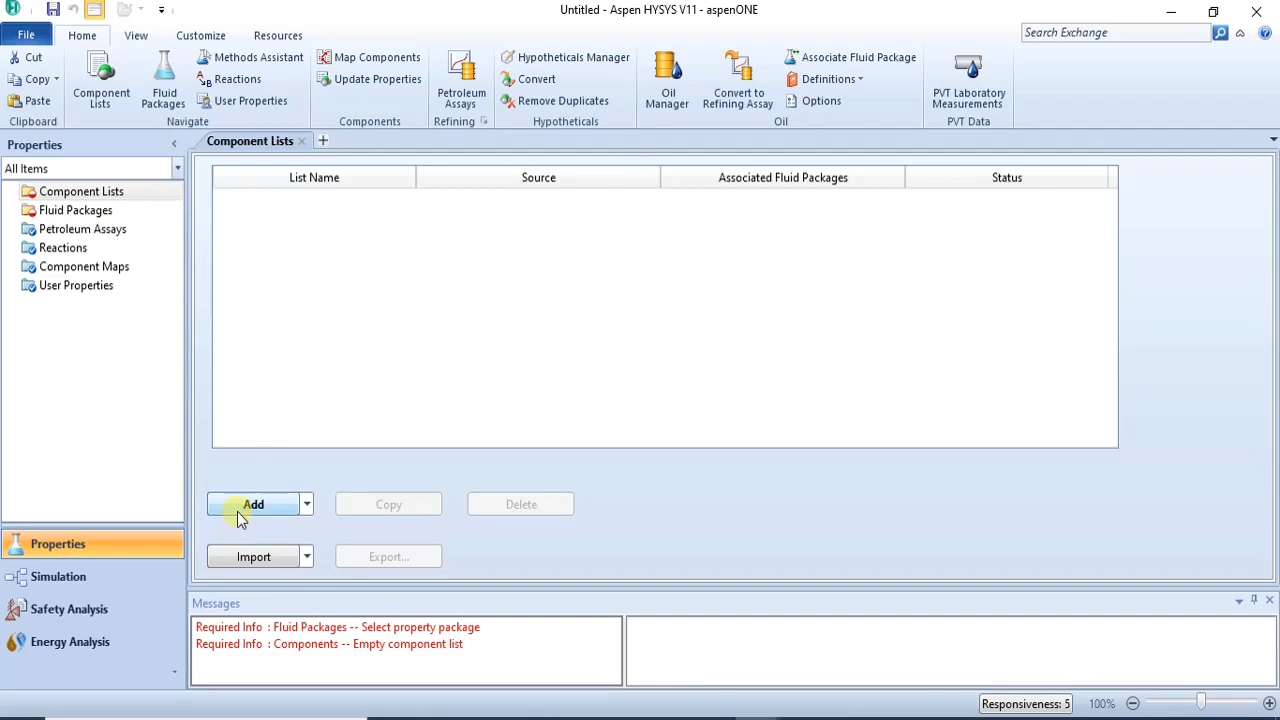 Untitled - Aspen HYSYS V11 - aspenONE
File Home View Customize Resources
Search Exchange
Cut
Copy
Paste
Clipboard
Component Lists
Fluid Packages
Methods Assistant
Reactions
User Properties
Navigate
Map Components
Update Properties
Components
Petroleum Assays
Refining
Hypotheticals Manager
Convert
Remove Duplicates
Hypotheticals
Oil Manager
Convert to Refining Assay
Associate Fluid Package
Definitions
Options
Oil
PVT Laboratory Measurements
PVT Data
Properties
All Items
Component Lists
Fluid Packages
Petroleum Assays
Reactions
Component Maps
User Properties
Properties
Simulation
Safety Analysis
Energy Analysis
Component Lists
List Name Source Associated Fluid Packages Status
Add Copy Delete
Import Export...
Messages
Required Info : Fluid Packages -- Select property package
Required Info : Components -- Empty component list
Responsiveness: 5 100%